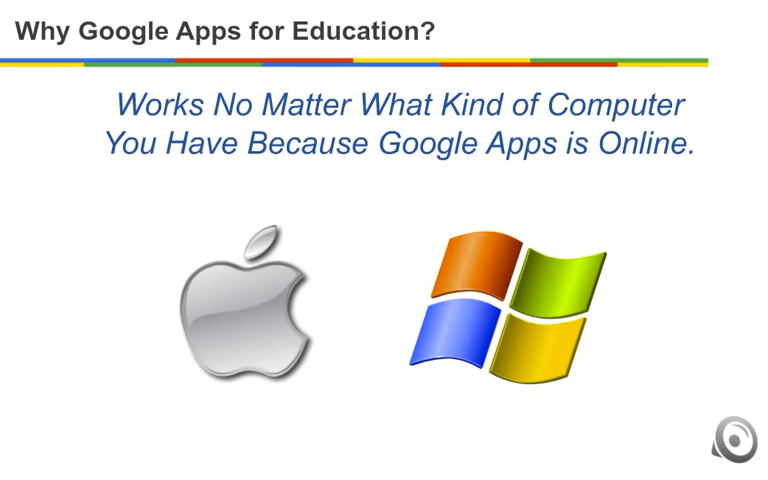 Why Google Apps for Education?
Works No Matter What Kind of Computer
You Have Because Google Apps is Online.